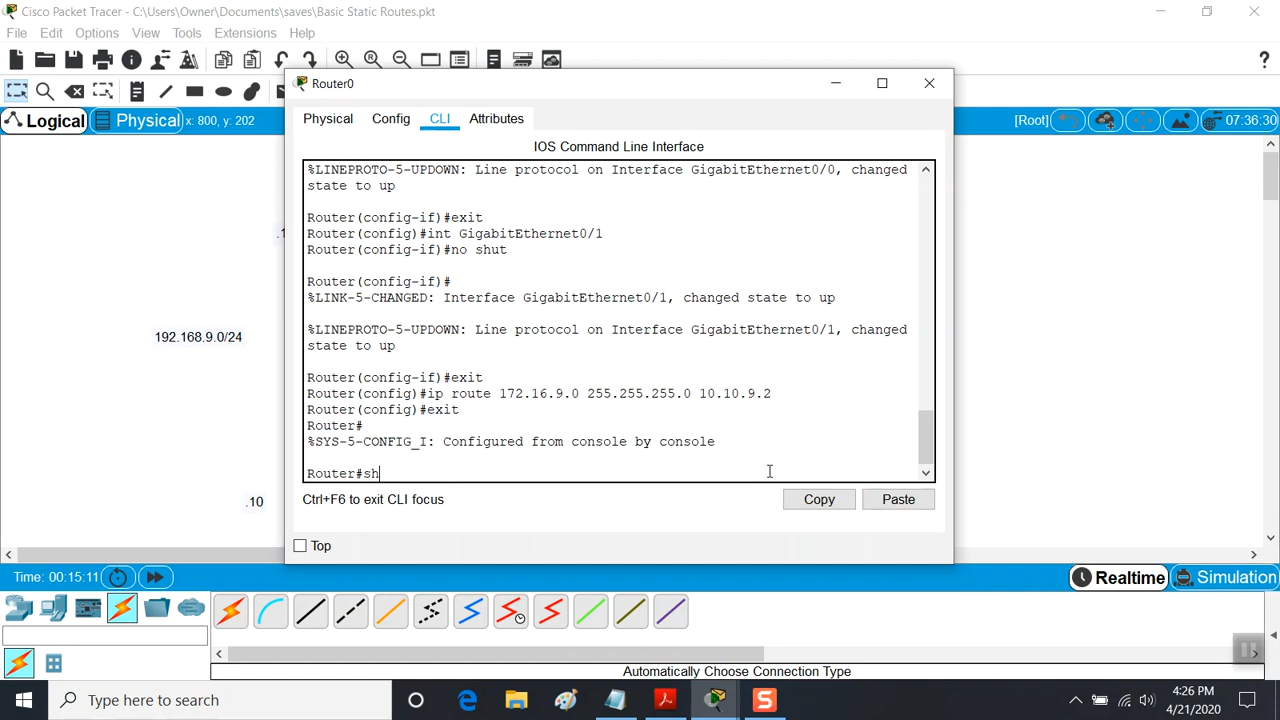 Cisco Packet Tracer - C:\Users\Owner\Documents\saves\Basic Static Routes.pkt
File Edit Options View Tools Extensions Help
?
Logical Physical x: 800, y: 202
[Root] 07:36:30
Router0
Physical Config CLI Attributes
IOS Command Line Interface
%LINEPROTO-5-UPDOWN: Line protocol on Interface GigabitEthernet0/0, changed
state to up
Router(config-if)#exit
Router(config)#int GigabitEthernet0/1
Router(config-if)#no shut
Router(config-if)#
%LINK-5-CHANGED: Interface GigabitEthernet0/1, changed state to up
%LINEPROTO-5-UPDOWN: Line protocol on Interface GigabitEthernet0/1, changed
state to up
Router(config-if)#exit
Router(config)#ip route 172.16.9.0 255.255.255.0 10.10.9.2
Router(config)#exit
Router#
%SYS-5-CONFIG_I: Configured from console by console
Router#sh
Ctrl+F6 to exit CLI focus
Copy Paste
Top
192.168.9.0/24
.10
Time: 00:15:11
Realtime Simulation
Automatically Choose Connection Type
Type here to search
4:26 PM
4/21/2020